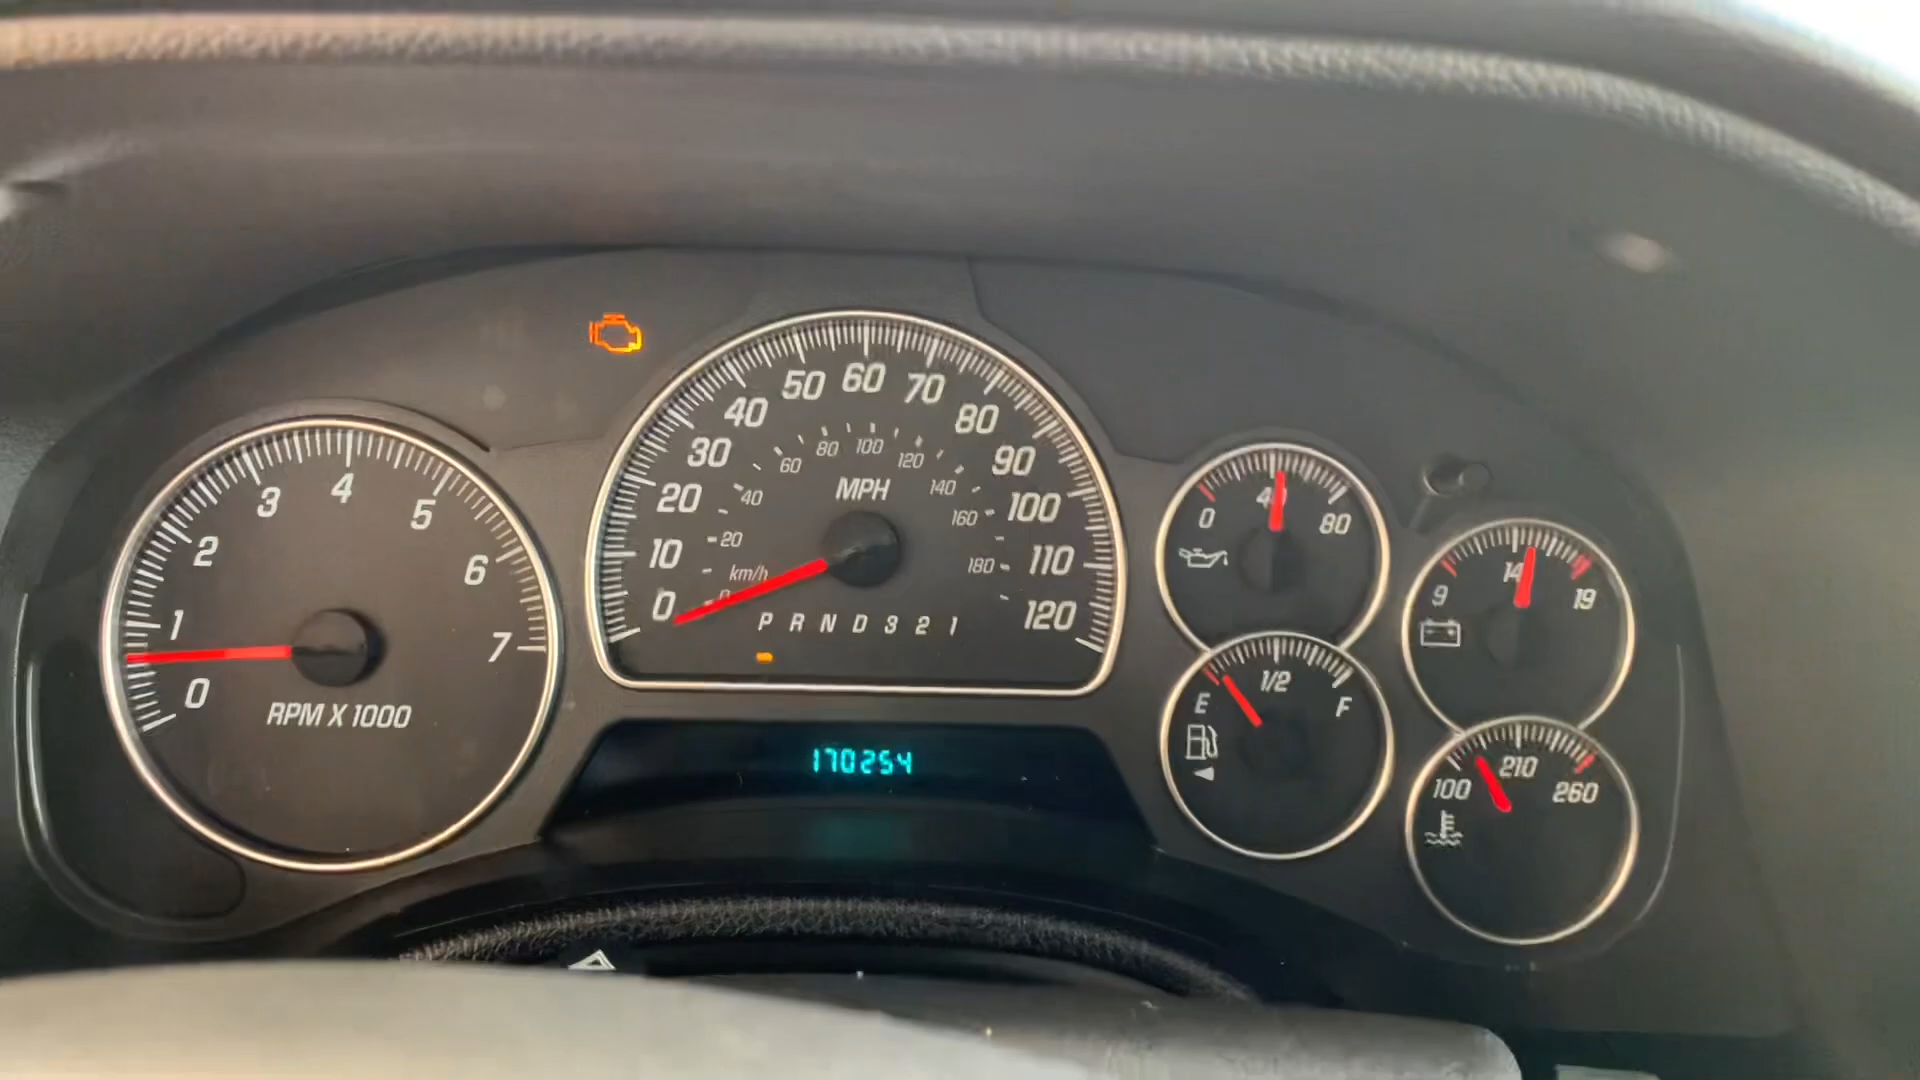 0 1 2 3 4 5 6 7
RPM X 1000
0 10 20 30 40 50 60 70 80 90 100 110 120
MPH
0 20 40 60 80 100 120 140 160 180
km/h
P R N D 3 2 1
170254
0 40 80
E 1/2 F
9 14 19
100 210 260